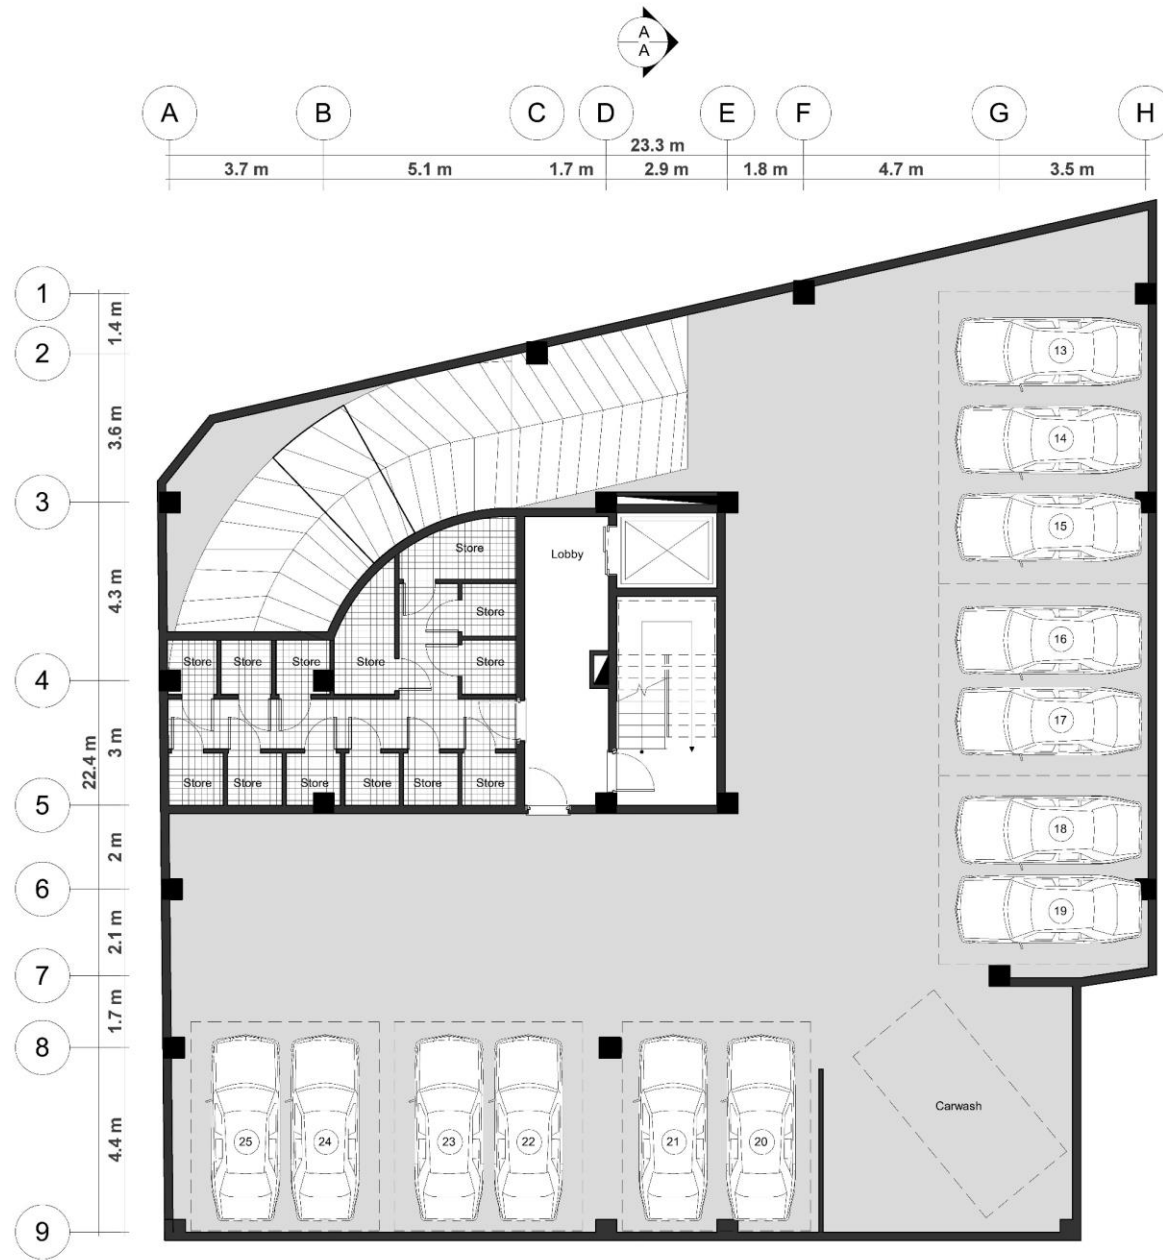 A
A
A B C D E F G H
23.3 m
3.7 m 5.1 m 1.7 m 2.9 m 1.8 m 4.7 m 3.5 m
1
1.4 m
2
3.6 m
3
4.3 m
4
3 m
22.4 m
5
2 m
6
2.1 m
7
1.7 m
8
4.4 m
9
13
14
15
16
17
18
19
Store Lobby
Store
Store Store Store Store Store
Store Store Store Store Store Store
25 24 23 22 21 20
Carwash